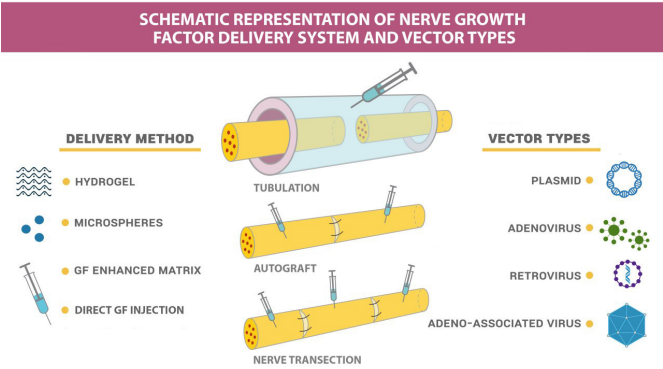 SCHEMATIC REPRESENTATION OF NERVE GROWTH
FACTOR DELIVERY SYSTEM AND VECTOR TYPES
DELIVERY METHOD
HYDROGEL
MICROSPHERES
GF ENHANCED MATRIX
DIRECT GF INJECTION
TUBULATION
AUTOGRAFT
NERVE TRANSECTION
VECTOR TYPES
PLASMID
ADENOVIRUS
RETROVIRUS
ADENO-ASSOCIATED VIRUS